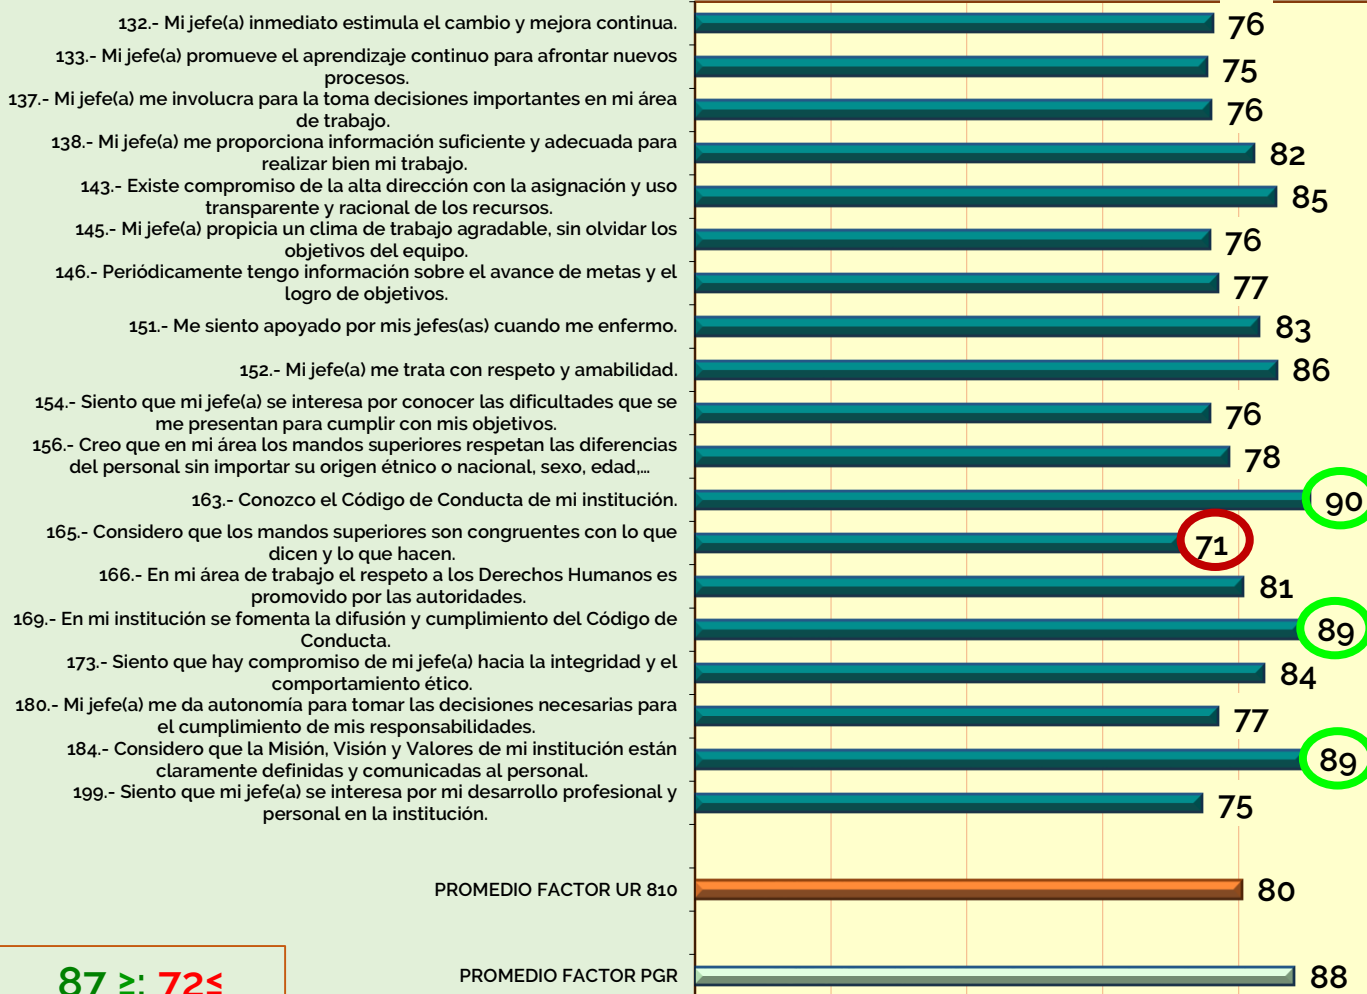 132.- Mi jefe(a) inmediato estimula el cambio y mejora continua.
76
133.- Mi jefe(a) promueve el aprendizaje continuo para afrontar nuevos
procesos.
75
137.- Mi jefe(a) me involucra para la toma decisiones importantes en mi área
de trabajo.
76
138.- Mi jefe(a) me proporciona información suficiente y adecuada para
realizar bien mi trabajo.
82
143.- Existe compromiso de la alta dirección con la asignación y uso
transparente y racional de los recursos.
85
145.- Mi jefe(a) propicia un clima de trabajo agradable, sin olvidar los
objetivos del equipo.
76
146.- Periódicamente tengo información sobre el avance de metas y el
logro de objetivos.
77
151.- Me siento apoyado por mis jefes(as) cuando me enfermo.
83
152.- Mi jefe(a) me trata con respeto y amabilidad.
86
154.- Siento que mi jefe(a) se interesa por conocer las dificultades que se
me presentan para cumplir con mis objetivos.
76
156.- Creo que en mi área los mandos superiores respetan las diferencias
del personal sin importar su origen étnico o nacional, sexo, edad,...
78
163.- Conozco el Código de Conducta de mi institución.
90
165.- Considero que los mandos superiores son congruentes con lo que
dicen y lo que hacen.
71
166.- En mi área de trabajo el respeto a los Derechos Humanos es
promovido por las autoridades.
81
169.- En mi institución se fomenta la difusión y cumplimiento del Código de
Conducta.
89
173.- Siento que hay compromiso de mi jefe(a) hacia la integridad y el
comportamiento ético.
84
180.- Mi jefe(a) me da autonomía para tomar las decisiones necesarias para
el cumplimiento de mis responsabilidades.
77
184.- Considero que la Misión, Visión y Valores de mi institución están
claramente definidas y comunicadas al personal.
89
199.- Siento que mi jefe(a) se interesa por mi desarrollo profesional y
personal en la institución.
75
PROMEDIO FACTOR UR 810
80
PROMEDIO FACTOR PGR
88
87 ≥; 72≤